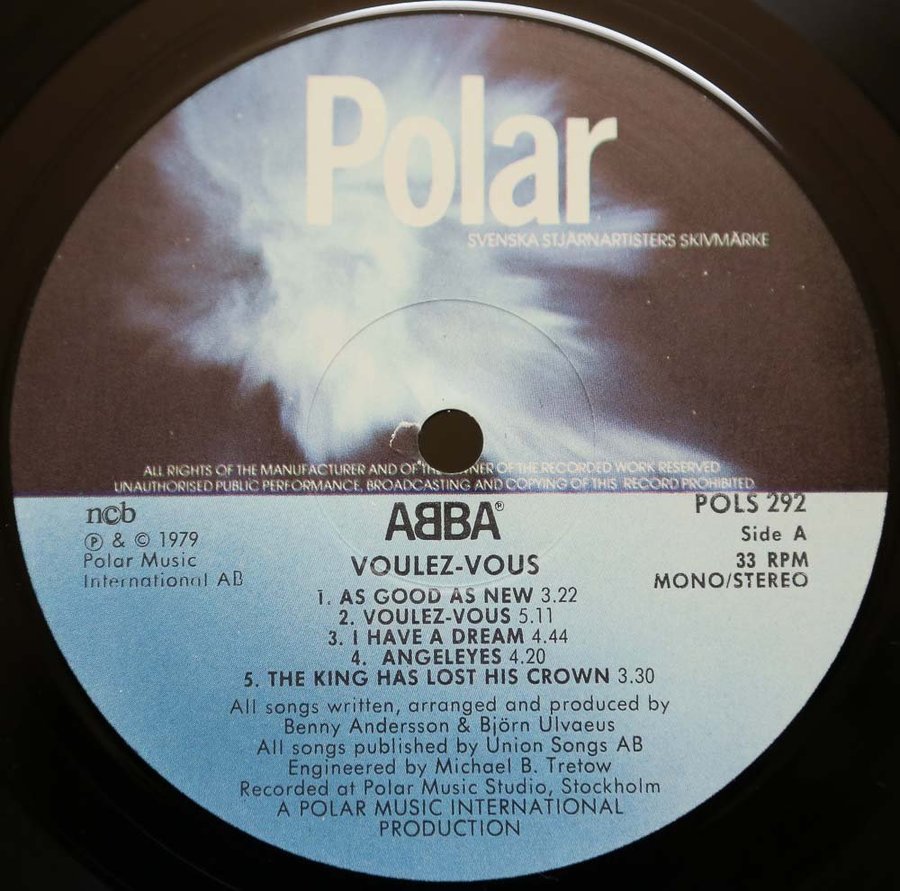 Polar
SVENSKA STJÄRNARTISTERS SKIVMÄRKE
ALL RIGHTS OF THE MANUFACTURER AND OF THE OWNER OF THE RECORDED WORK RESERVED
UNAUTHORISED PUBLIC PERFORMANCE, BROADCASTING AND COPYING OF THIS RECORD PROHIBITED
ncb
℗ & © 1979
Polar Music
International AB
POLS 292
Side A
33 RPM
MONO/STEREO
ABBA®
VOULEZ-VOUS
1. AS GOOD AS NEW 3.22
2. VOULEZ-VOUS 5.11
3. I HAVE A DREAM 4.44
4. ANGELEYES 4.20
5. THE KING HAS LOST HIS CROWN 3.30
All songs written, arranged and produced by
Benny Andersson & Björn Ulvaeus
All songs published by Union Songs AB
Engineered by Michael B. Tretow
Recorded at Polar Music Studio, Stockholm
A POLAR MUSIC INTERNATIONAL
PRODUCTION